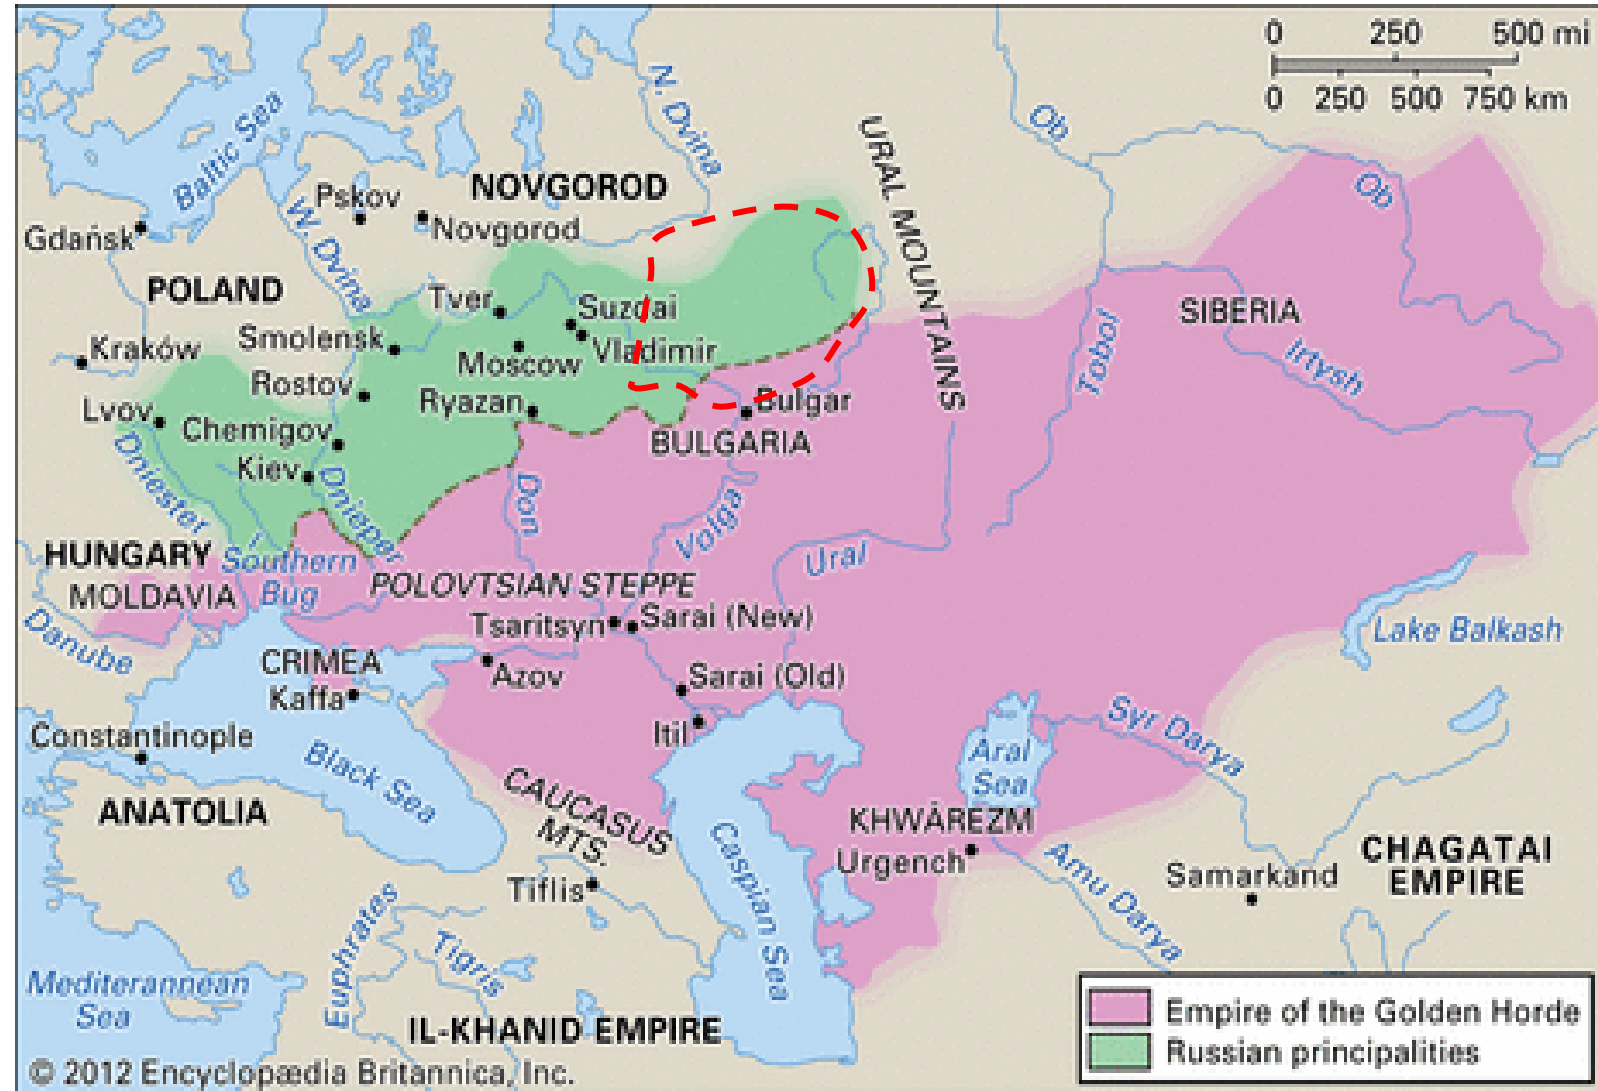 0 250 500 mi
0 250 500 750 km
N. Dvina
Ob
URAL MOUNTAINS
Baltic Sea
Pskov
NOVGOROD
Ob
Gdańsk
W. Dvina
Novgorod
POLAND
Tver
Suzdai
SIBERIA
Kraków
Smolensk
Moscow
Vladimir
Tobol
Irtysh
Rostov
Ryazan
Bulgar
Lvov
Chemigov
BULGARIA
Kiev
Dniester
Dnieper
Don
Volga
Ural
HUNGARY
Southern
Bug
MOLDAVIA
POLOVTSIAN STEPPE
Danube
Tsaritsyn
Sarai (New)
Lake Balkash
CRIMEA
Kaffa
Azov
Sarai (Old)
Constantinople
Itil
Syr Darya
Black Sea
Aral
Sea
ANATOLIA
CAUCASUS
MTS.
KHWĀREZM
Urgench
Caspian Sea
Amu Darya
CHAGATAI
EMPIRE
Samarkand
Tiflis
Euphrates
Tigris
Mediterannean
Sea
IL-KHANID EMPIRE
Empire of the Golden Horde
Russian principalities
© 2012 Encyclopædia Britannica, Inc.